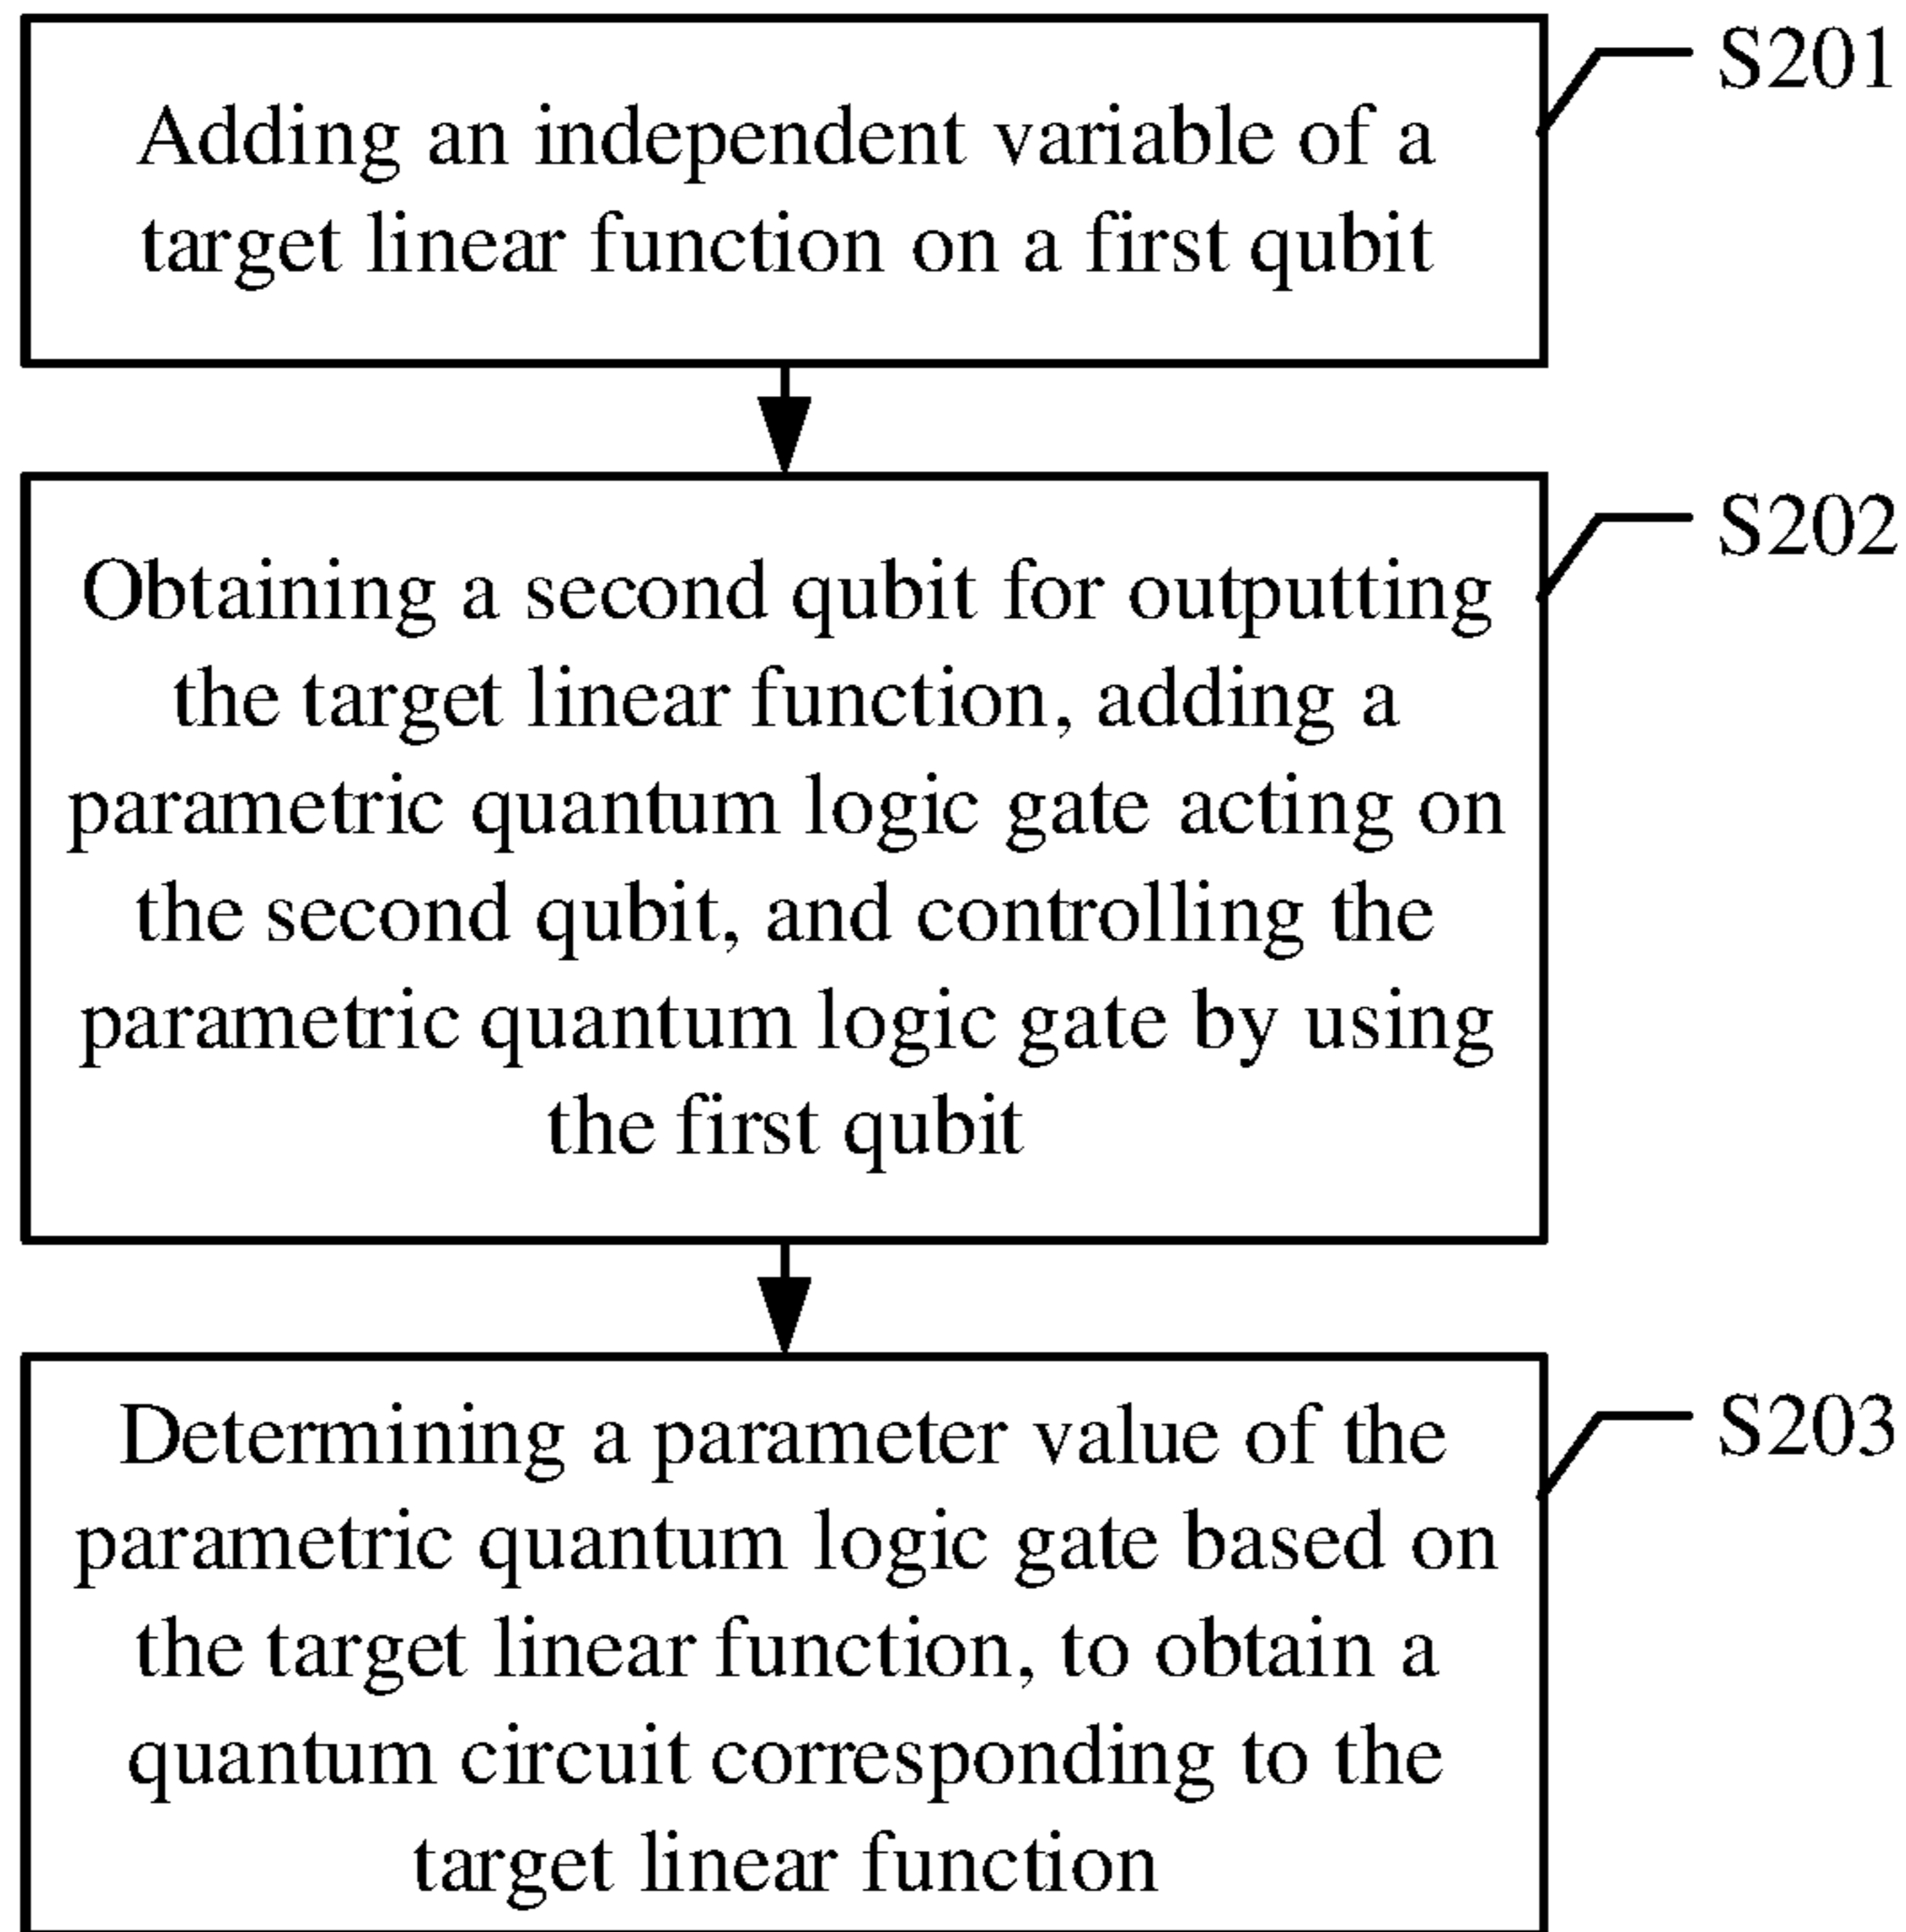 S201
Adding an independent variable of a
target linear function on a first qubit
S202
Obtaining a second qubit for outputting
the target linear function, adding a
parametric quantum logic gate acting on
the second qubit, and controlling the
parametric quantum logic gate by using
the first qubit
S203
Determining a parameter value of the
parametric quantum logic gate based on
the target linear function, to obtain a
quantum circuit corresponding to the
target linear function